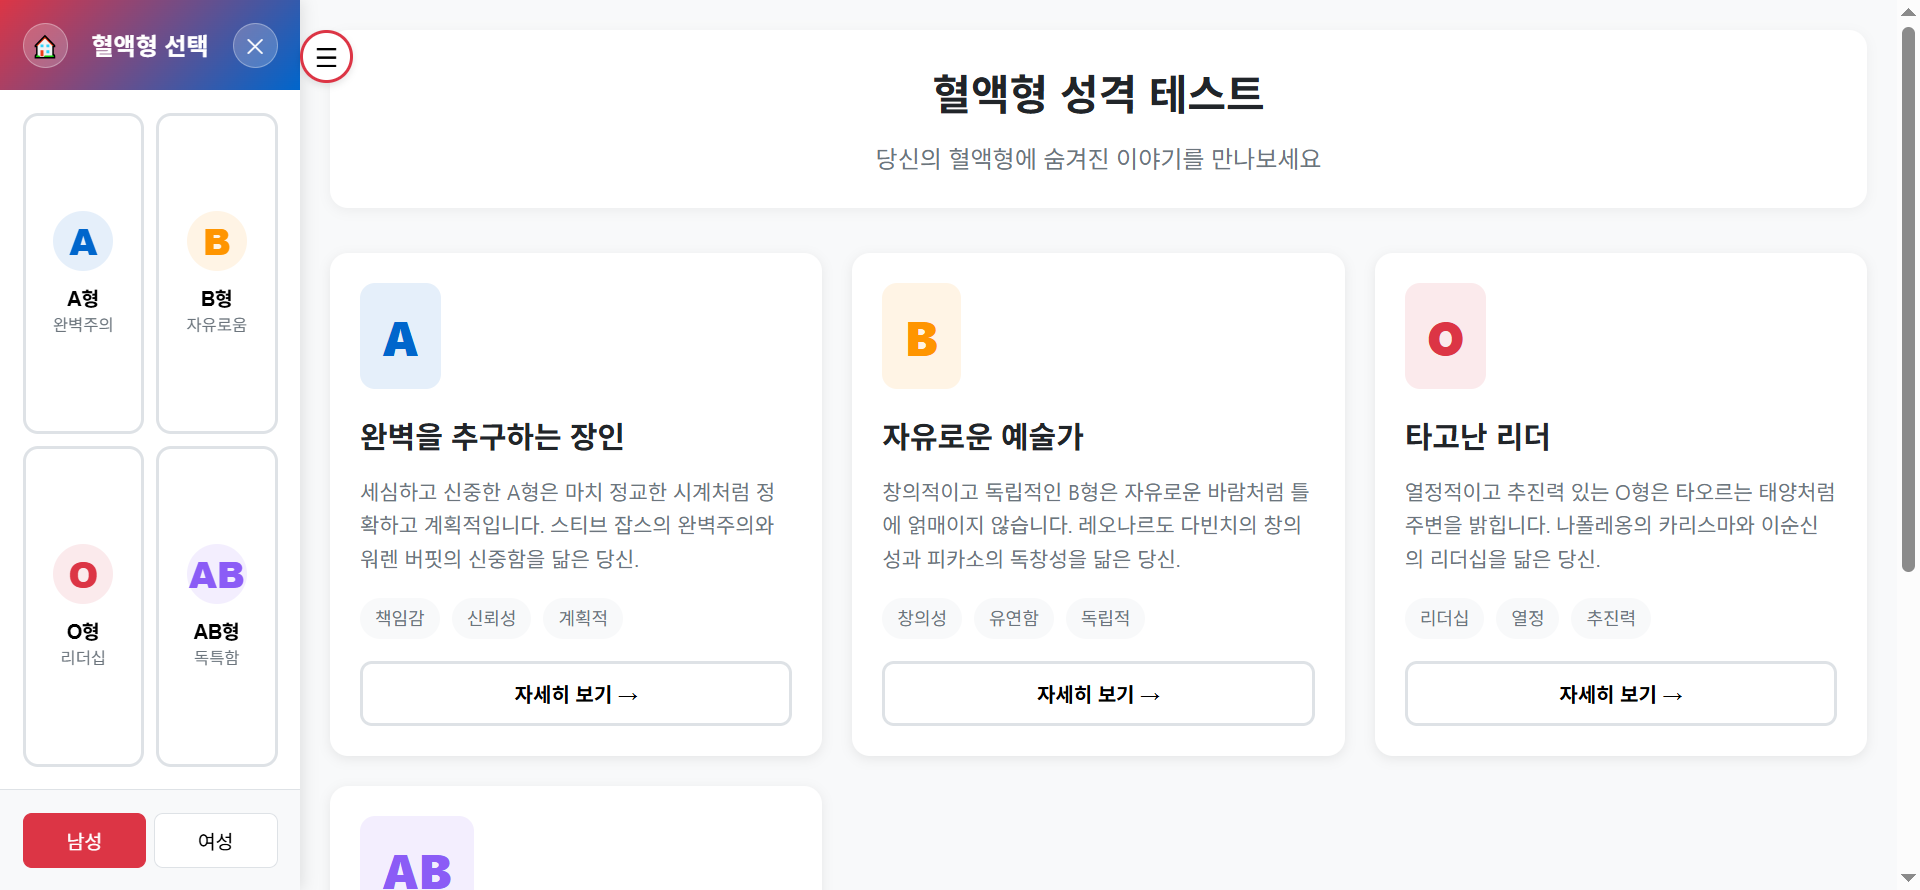 혈액형 선택
A
A형
완벽주의
B
B형
자유로움
O
O형
리더십
AB
AB형
독특함
남성
여성
혈액형 성격 테스트
당신의 혈액형에 숨겨진 이야기를 만나보세요
A
완벽을 추구하는 장인
세심하고 신중한 A형은 마치 정교한 시계처럼 정
확하고 계획적입니다. 스티브 잡스의 완벽주의와
워렌 버핏의 신중함을 닮은 당신.
책임감
신뢰성
계획적
자세히 보기 →
B
자유로운 예술가
창의적이고 독립적인 B형은 자유로운 바람처럼 틀
에 얽매이지 않습니다. 레오나르도 다빈치의 창의
성과 피카소의 독창성을 닮은 당신.
창의성
유연함
독립적
자세히 보기 →
O
타고난 리더
열정적이고 추진력 있는 O형은 타오르는 태양처럼
주변을 밝힙니다. 나폴레옹의 카리스마와 이순신
의 리더십을 닮은 당신.
리더십
열정
추진력
자세히 보기 →
AB